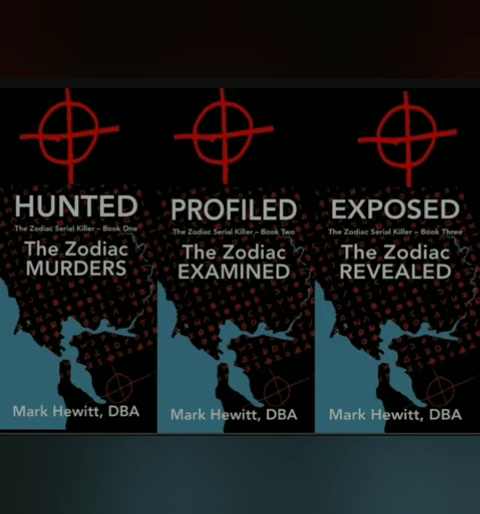 HUNTED
The Zodiac Serial Killer – Book One
The Zodiac
MURDERS
Mark Hewitt, DBA
PROFILED
The Zodiac Serial Killer – Book Two
The Zodiac
EXAMINED
Mark Hewitt, DBA
EXPOSED
The Zodiac Serial Killer – Book Three
The Zodiac
REVEALED
Mark Hewitt, DBA